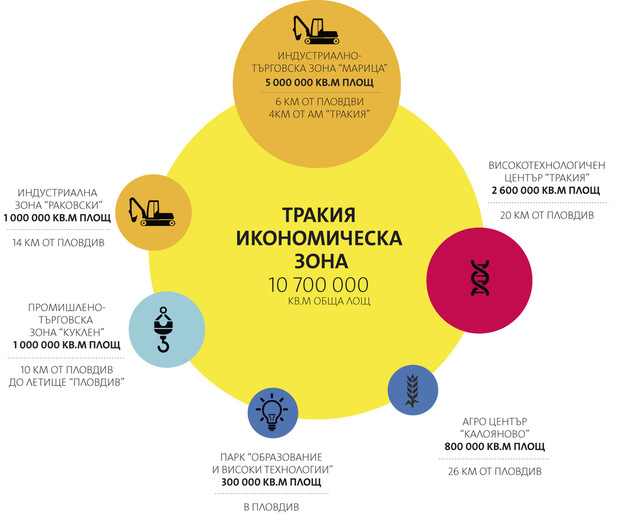 ИНДУСТРИАЛНО-
ТЪРГОВСКА ЗОНА "МАРИЦА"
5 000 000 КВ.М ПЛОЩ
6 КМ ОТ ПЛОВДВИ
4КМ ОТ АМ "ТРАКИЯ"
ВИСОКОТЕХНОЛОГИЧЕН
ЦЕНТЪР "ТРАКИЯ"
2 600 000 КВ.М ПЛОЩ
20 КМ ОТ ПЛОВДИВ
ИНДУСТРИАЛНА
ЗОНА "РАКОВСКИ"
1 000 000 КВ.М ПЛОЩ
14 КМ ОТ ПЛОВДИВ
ТРАКИЯ
ИКОНОМИЧЕСКА
ЗОНА
10 700 000
КВ.М ОБЩА ЛОЩ
ПРОМИШЛЕНО-
ТЪРГОВСКА
ЗОНА "КУКЛЕН"
1 000 000 КВ.М ПЛОЩ
10 КМ ОТ ПЛОВДИВ
ДО ЛЕТИЩЕ "ПЛОВДИВ"
АГРО ЦЕНТЪР
"КАЛОЯНОВО"
800 000 КВ.М ПЛОЩ
26 КМ ОТ ПЛОВДИВ
ПАРК "ОБРАЗОВАНИЕ
И ВИСОКИ ТЕХНОЛОГИИ"
300 000 КВ.М ПЛОЩ
В ПЛОВДИВ